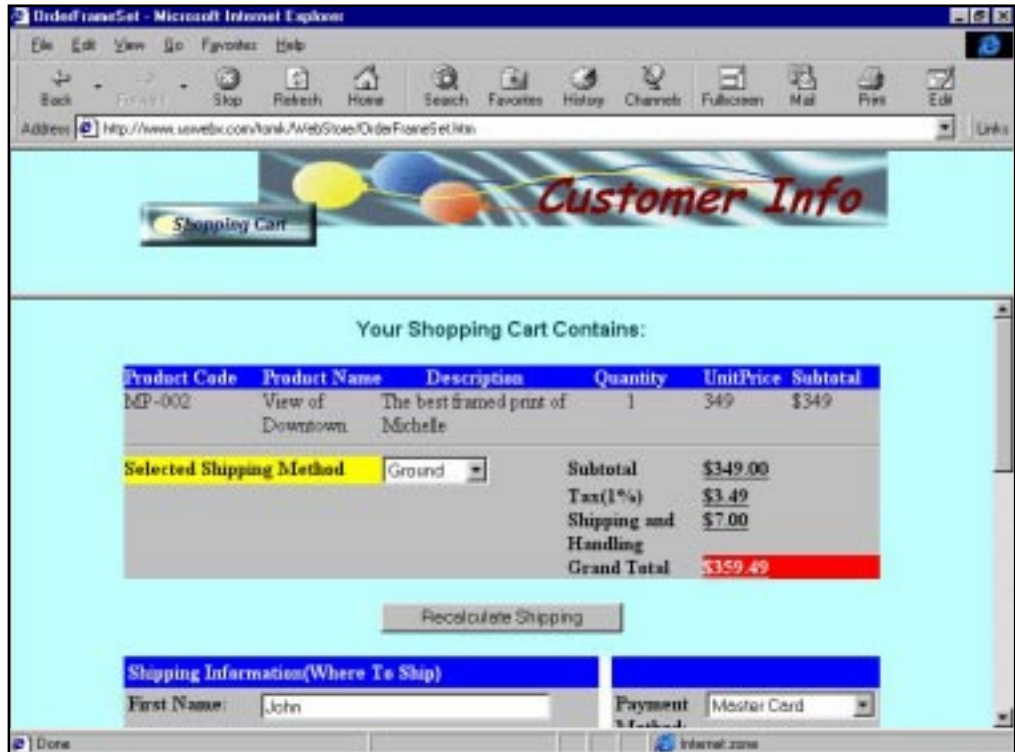 OrderFrameSet - Microsoft Internet Explorer
File Edit View Go Favorites Help
Back Forward Stop Refresh Home Search Favorites History Channels Fullscreen Mail Print Edit
Address http://www.uswebx.com/tomk/WebStore/OrderFrameSet.htm Links
Customer Info
Shopping Cart
Your Shopping Cart Contains:
Product Code Product Name Description Quantity UnitPrice Subtotal
MP-002 View of The best framed print of 1 349 $349
Downtown Michelle
Selected Shipping Method Ground Subtotal $349.00
Tax(1%) $3.49
Shipping and $7.00
Handling
Grand Total $359.49
Recalculate Shipping
Shipping Information(Where To Ship)
First Name: John Payment Master Card
Method:
Done Internet zone